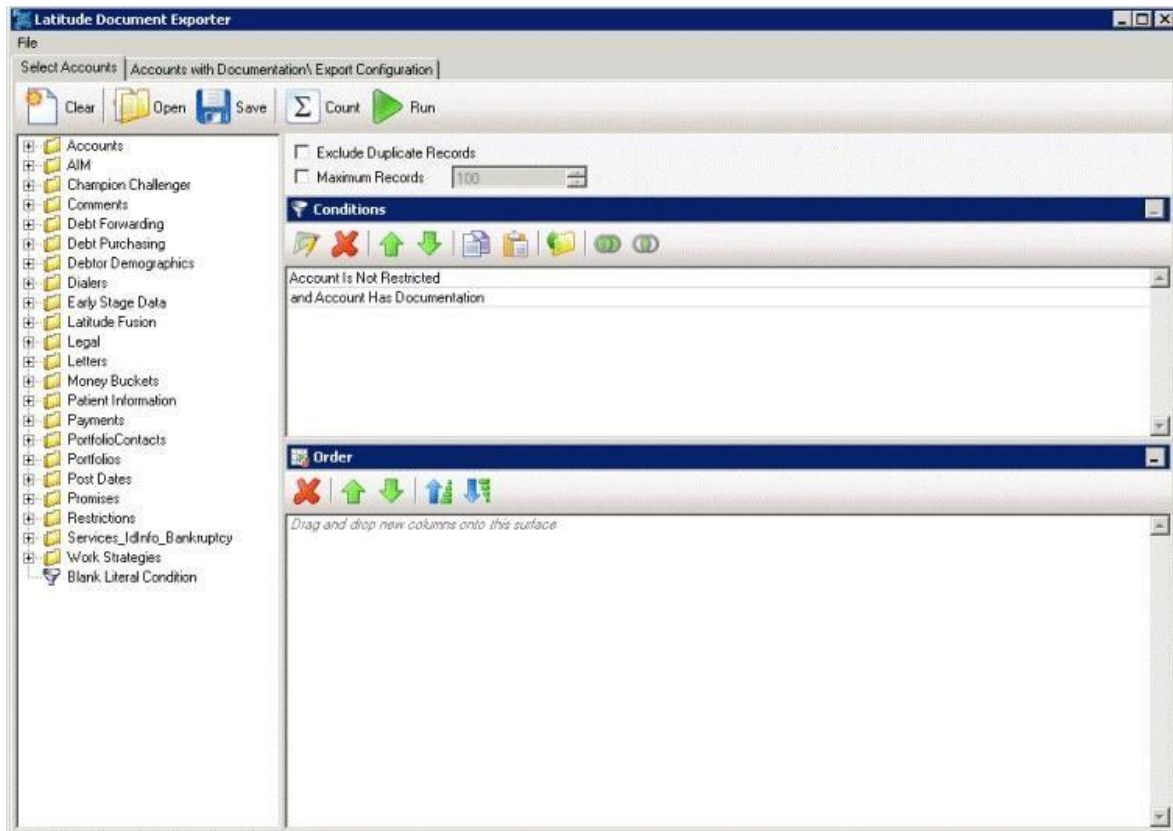 Latitude Document Exporter
File
Select Accounts Accounts with Documentation\ Export Configuration
Clear Open Save Σ Count Run
Accounts
AIM
Champion Challenger
Comments
Debt Forwarding
Debt Purchasing
Debtor Demographics
Dialers
Early Stage Data
Latitude Fusion
Legal
Letters
Money Buckets
Patient Information
Payments
PortfolioContacts
Portfolios
Post Dates
Promises
Restrictions
Services_IdInfo_Bankruptcy
Work Strategies
Blank Literal Condition
Exclude Duplicate Records
Maximum Records 100
Conditions
Account Is Not Restricted
and Account Has Documentation
Order
Drag and drop new columns onto this surface